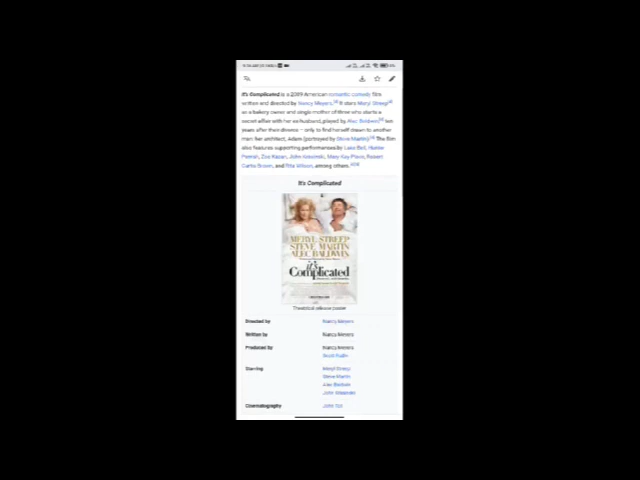 It's Complicated is a 2009 American romantic comedy film
written and directed by Nancy Meyers.[3] It stars Meryl Streep[4]
as a bakery owner and single mother of three who starts a
secret affair with her ex-husband, played by Alec Baldwin[5] ten
years after their divorce – only to find herself drawn to another
man: her architect, Adam (portrayed by Steve Martin).[6] The film
also features supporting performances by Lake Bell, Hunter
Parrish, Zoe Kazan, John Krasinski, Mary Kay Place, Robert
Curtis Brown, and Rita Wilson, among others.
It's Complicated
MERYL STREEP
STEVE MARTIN
ALEC BALDWIN
it's
Complicated
Theatrical release poster
Directed by Nancy Meyers
Written by Nancy Meyers
Produced by Nancy Meyers
Scott Rudin
Starring Meryl Streep
Steve Martin
Alec Baldwin
John Krasinski
Cinematography John Toll